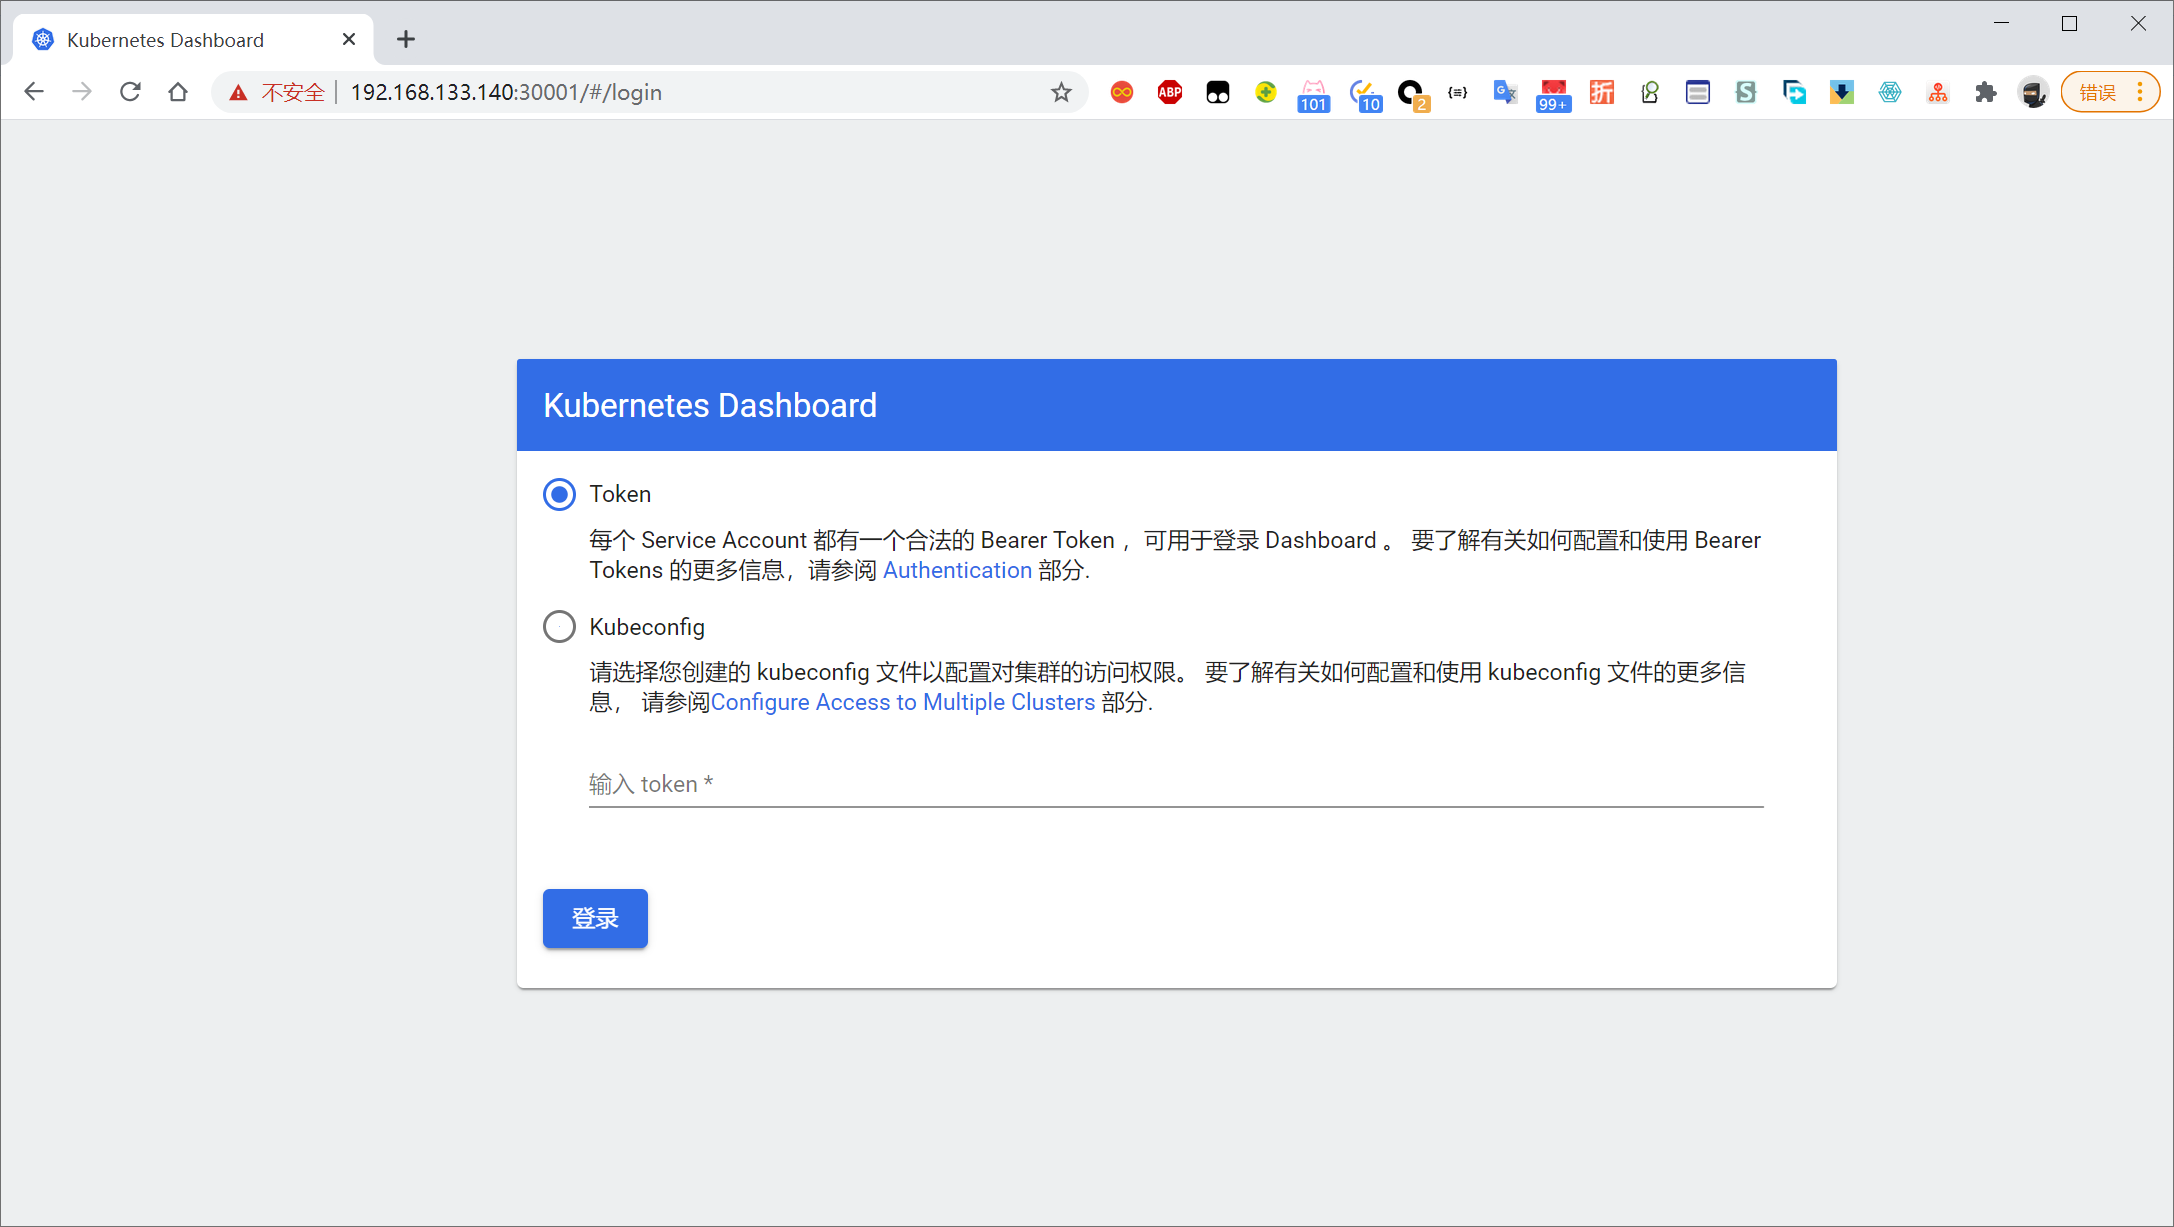 Kubernetes Dashboard
不安全 192.168.133.140:30001/#/login
ABP
101
10
2
{≡}
G
99+
折
S
错误
Kubernetes Dashboard
Token
每个 Service Account 都有一个合法的 Bearer Token ，可用于登录 Dashboard 。 要了解有关如何配置和使用 Bearer
Tokens 的更多信息，请参阅 Authentication 部分.
Kubeconfig
请选择您创建的 kubeconfig 文件以配置对集群的访问权限。 要了解有关如何配置和使用 kubeconfig 文件的更多信
息， 请参阅Configure Access to Multiple Clusters 部分.
输入 token *
登录